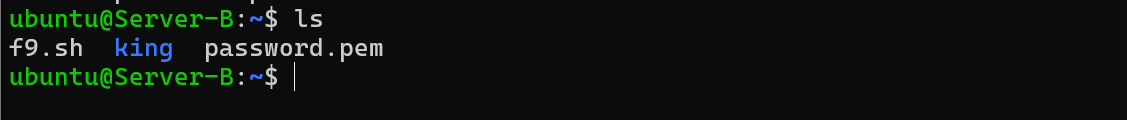 ubuntu@Server-B:~$ ls
f9.sh  king  password.pem
ubuntu@Server-B:~$